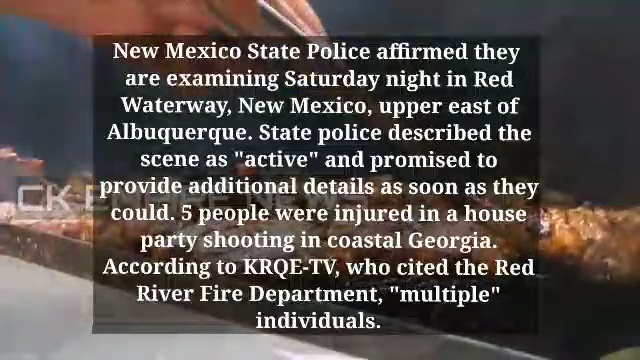 New Mexico State Police affirmed they
are examining Saturday night in Red
Waterway, New Mexico, upper east of
Albuquerque. State police described the
scene as "active" and promised to
provide additional details as soon as they
could. 5 people were injured in a house
party shooting in coastal Georgia.
According to KRQE-TV, who cited the Red
River Fire Department, "multiple"
individuals.